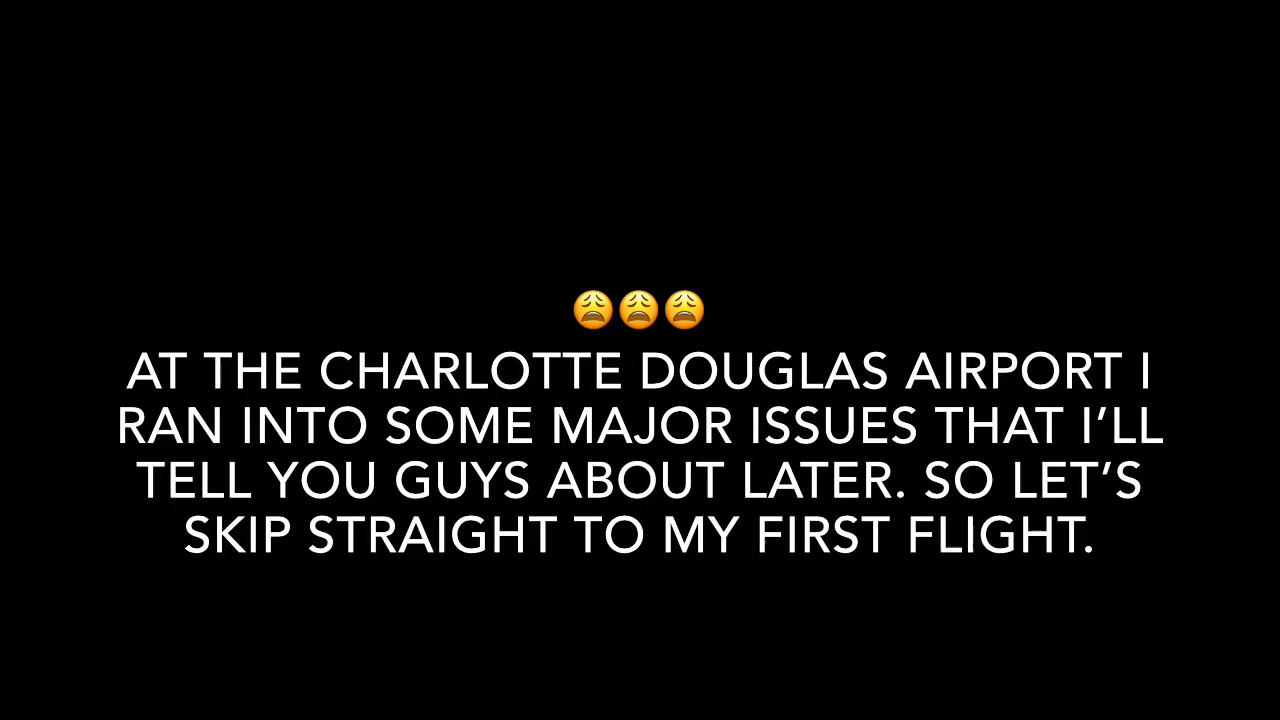 😩😩😩
AT THE CHARLOTTE DOUGLAS AIRPORT I
RAN INTO SOME MAJOR ISSUES THAT I’LL
TELL YOU GUYS ABOUT LATER. SO LET’S
SKIP STRAIGHT TO MY FIRST FLIGHT.